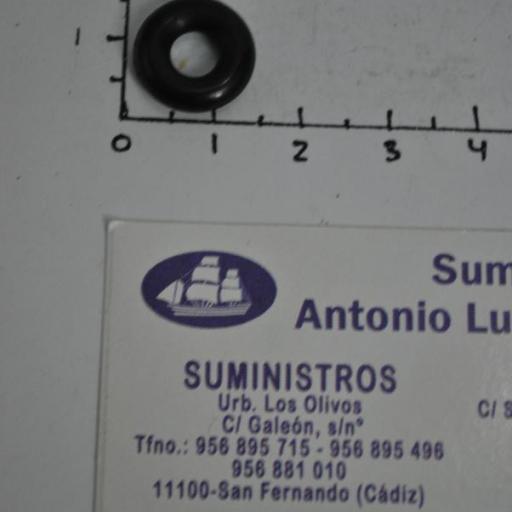 1
0 1 2 3 4
Sum
Antonio Lu
SUMINISTROS
Urb. Los Olivos
C/ Galeón, s/nº
Tfno.: 956 895 715 - 956 895 496
956 881 010
11100-San Fernando (Cádiz)
C/ S